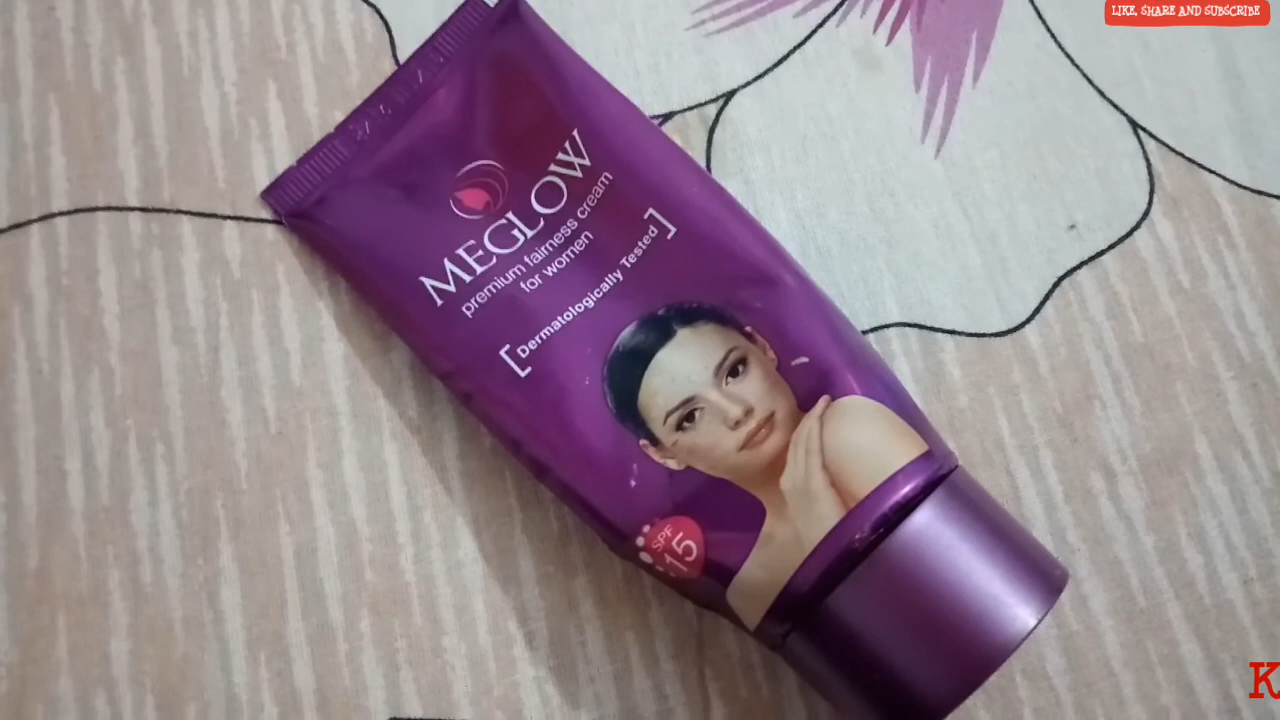 LIKE, SHARE AND SUBSCRIBE
MEGLOW
premium fairness cream
for women
[Dermatologically Tested]
SPF
15
K